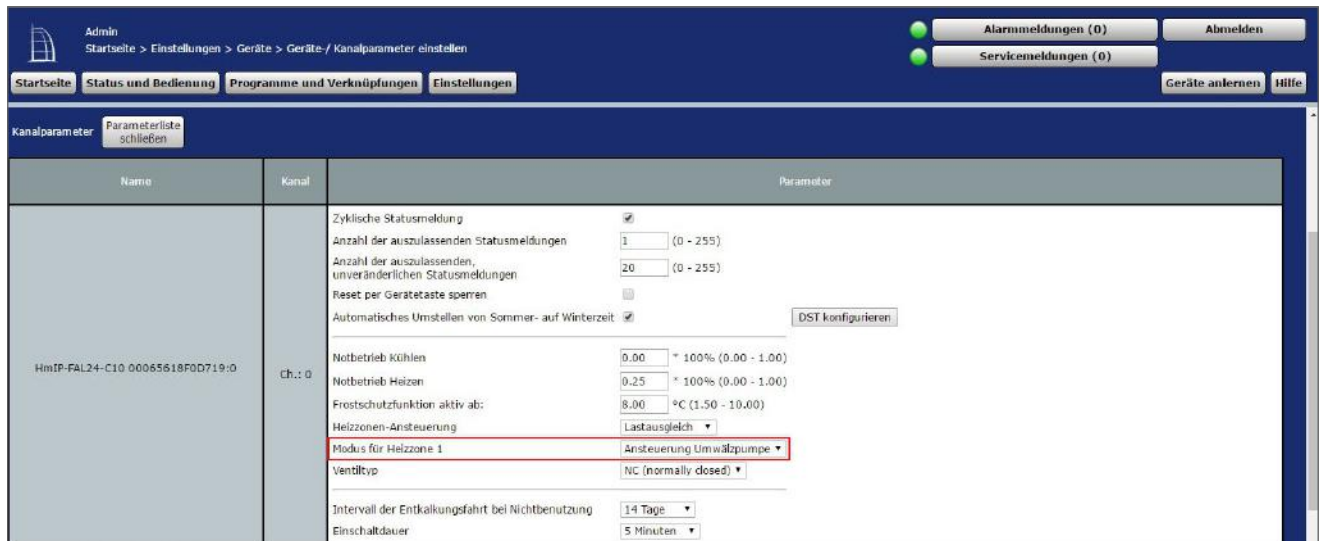 Admin
Startseite > Einstellungen > Geräte > Geräte-/ Kanalparameter einstellen
Alarmmeldungen (0)
Abmelden
Servicemeldungen (0)
Startseite
Status und Bedienung
Programme und Verknüpfungen
Einstellungen
Geräte anlernen
Hilfe
Kanalparameter
Parameterliste
schließen
Name
Kanal
Parameter
HmIP-FAL24-C10 00065618F0D719:0
Ch.: 0
Zyklische Statusmeldung
Anzahl der auszulassenden Statusmeldungen 1 (0 - 255)
Anzahl der auszulassenden,
unveränderlichen Statusmeldungen 20 (0 - 255)
Reset per Gerätetaste sperren
Automatisches Umstellen von Sommer- auf Winterzeit DST konfigurieren
Notbetrieb Kühlen 0.00 * 100% (0.00 - 1.00)
Notbetrieb Heizen 0.25 * 100% (0.00 - 1.00)
Frostschutzfunktion aktiv ab: 8.00 °C (1.50 - 10.00)
Heizzonen-Ansteuerung Lastausgleich
Modus für Heizzone 1 Ansteuerung Umwälzpumpe
Ventiltyp NC (normally closed)
Intervall der Entkalkungsfahrt bei Nichtbenutzung 14 Tage
Einschaltdauer 5 Minuten